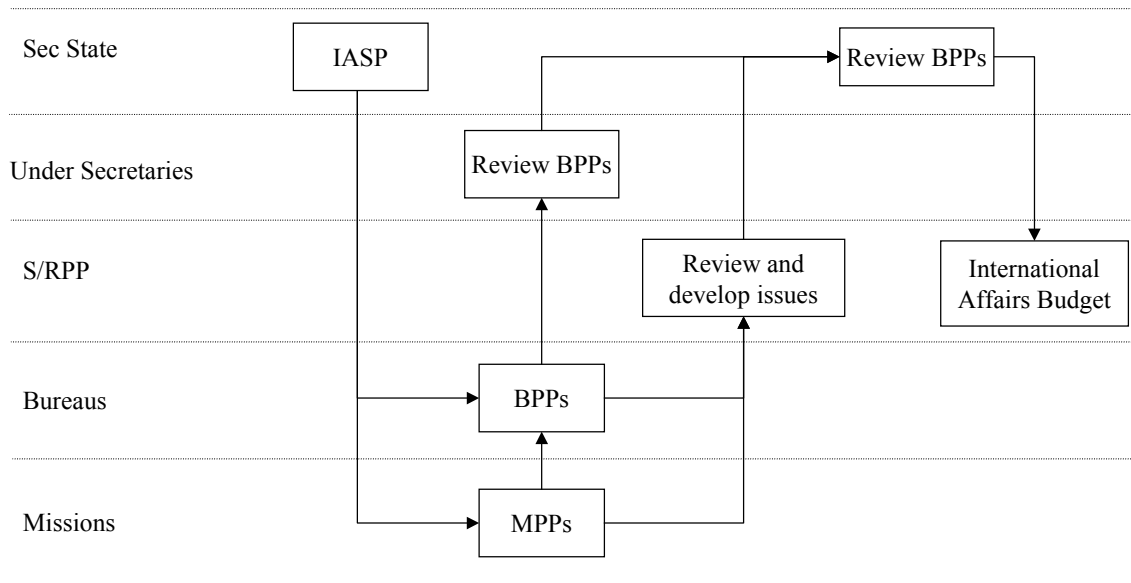 Sec State
IASP
Review BPPs
Under Secretaries
Review BPPs
S/RPP
Review and
develop issues
International
Affairs Budget
Bureaus
BPPs
Missions
MPPs